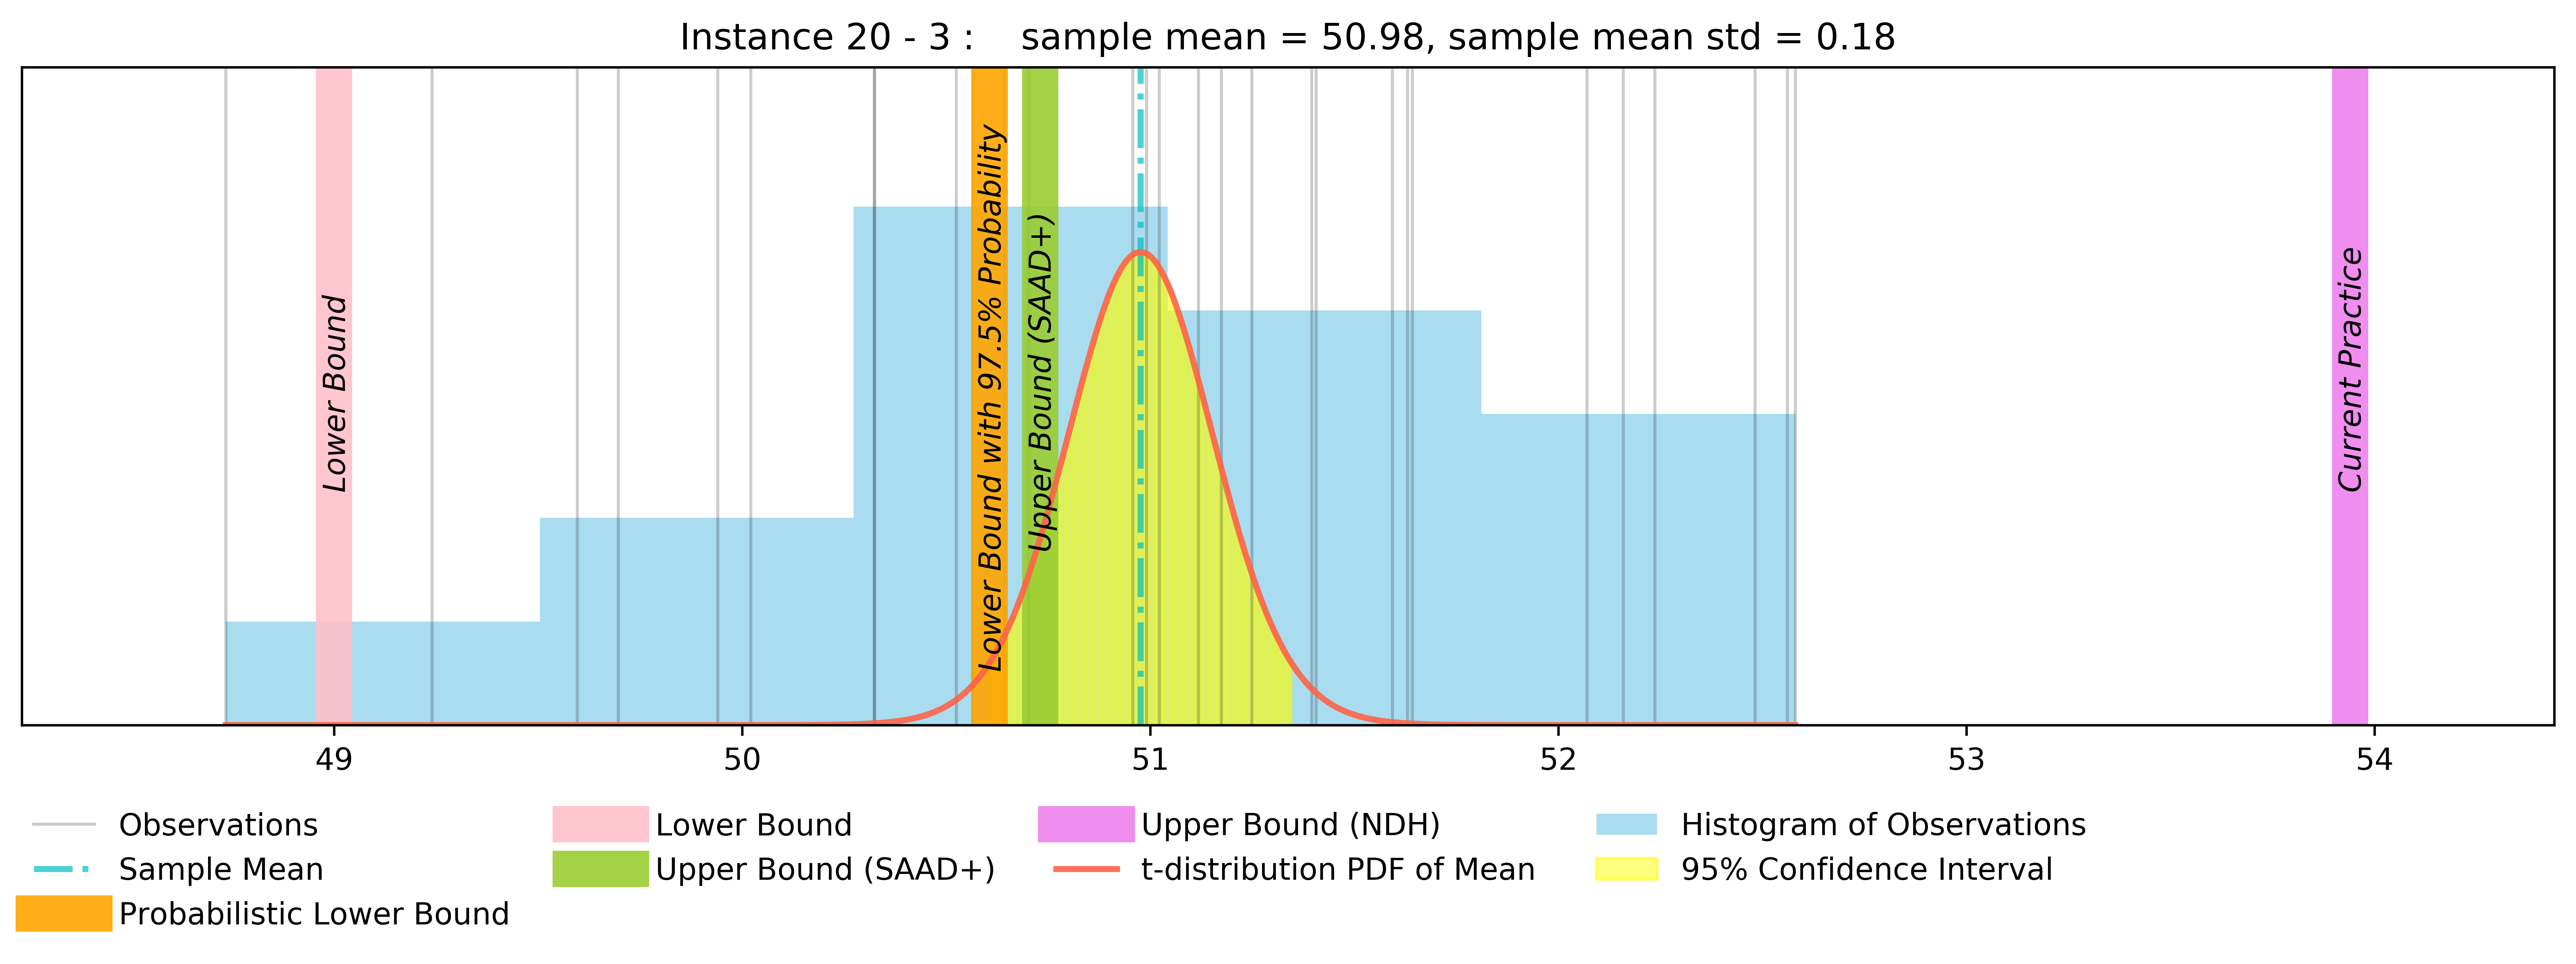 Instance 20 - 3 :    sample mean = 50.98, sample mean std = 0.18
Lower Bound
Lower Bound with 97.5% Probability
Upper Bound (SAAD+)
Current Practice
49 50 51 52 53 54
Observations
Sample Mean
Probabilistic Lower Bound
Lower Bound
Upper Bound (SAAD+)
Upper Bound (NDH)
t-distribution PDF of Mean
Histogram of Observations
95% Confidence Interval